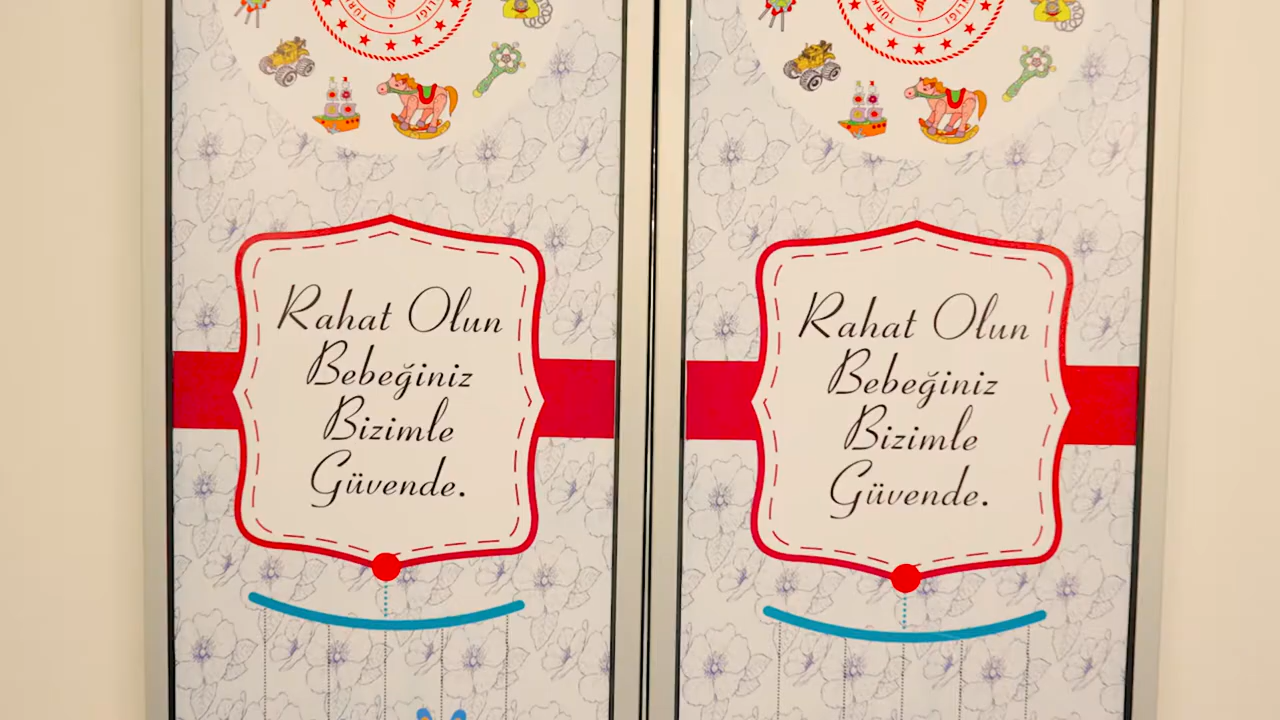 Rahat Olun
Bebeğiniz
Bizimle
Güvende.
Rahat Olun
Bebeğiniz
Bizimle
Güvende.